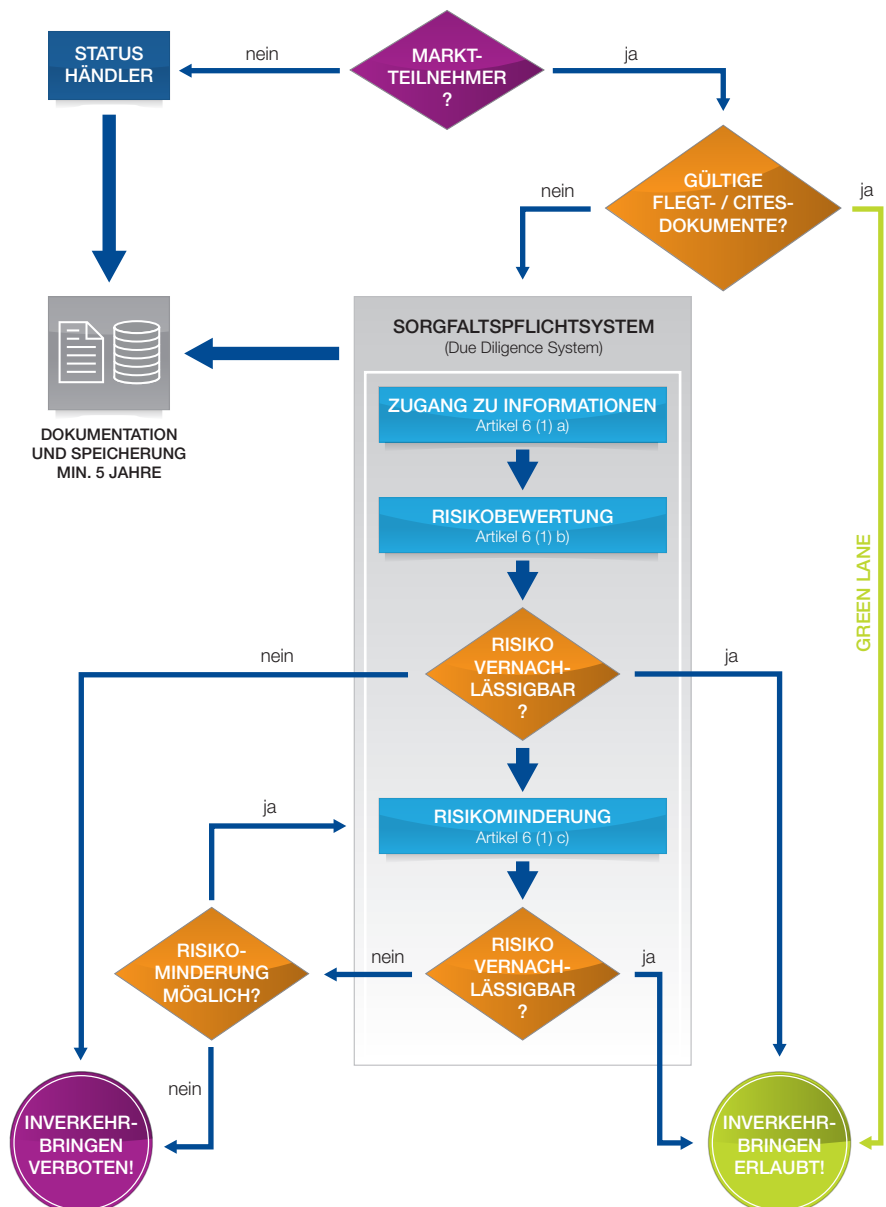 STATUS
HÄNDLER
nein
MARKT-
TEILNEHMER
?
ja
GÜLTIGE
FLEGT- / CITES-
DOKUMENTE?
nein
ja
SORGFALTSPFLICHTSYSTEM
(Due Diligence System)
DOKUMENTATION
UND SPEICHERUNG
MIN. 5 JAHRE
ZUGANG ZU INFORMATIONEN
Artikel 6 (1) a)
RISIKOBEWERTUNG
Artikel 6 (1) b)
GREEN LANE
RISIKO
VERNACH-
LÄSSIGBAR
?
nein
ja
RISIKOMINDERUNG
Artikel 6 (1) c)
ja
RISIKO-
MINDERUNG
MÖGLICH?
nein
RISIKO
VERNACH-
LÄSSIGBAR
?
ja
nein
INVERKEHR-
BRINGEN
VERBOTEN!
INVERKEHR-
BRINGEN
ERLAUBT!